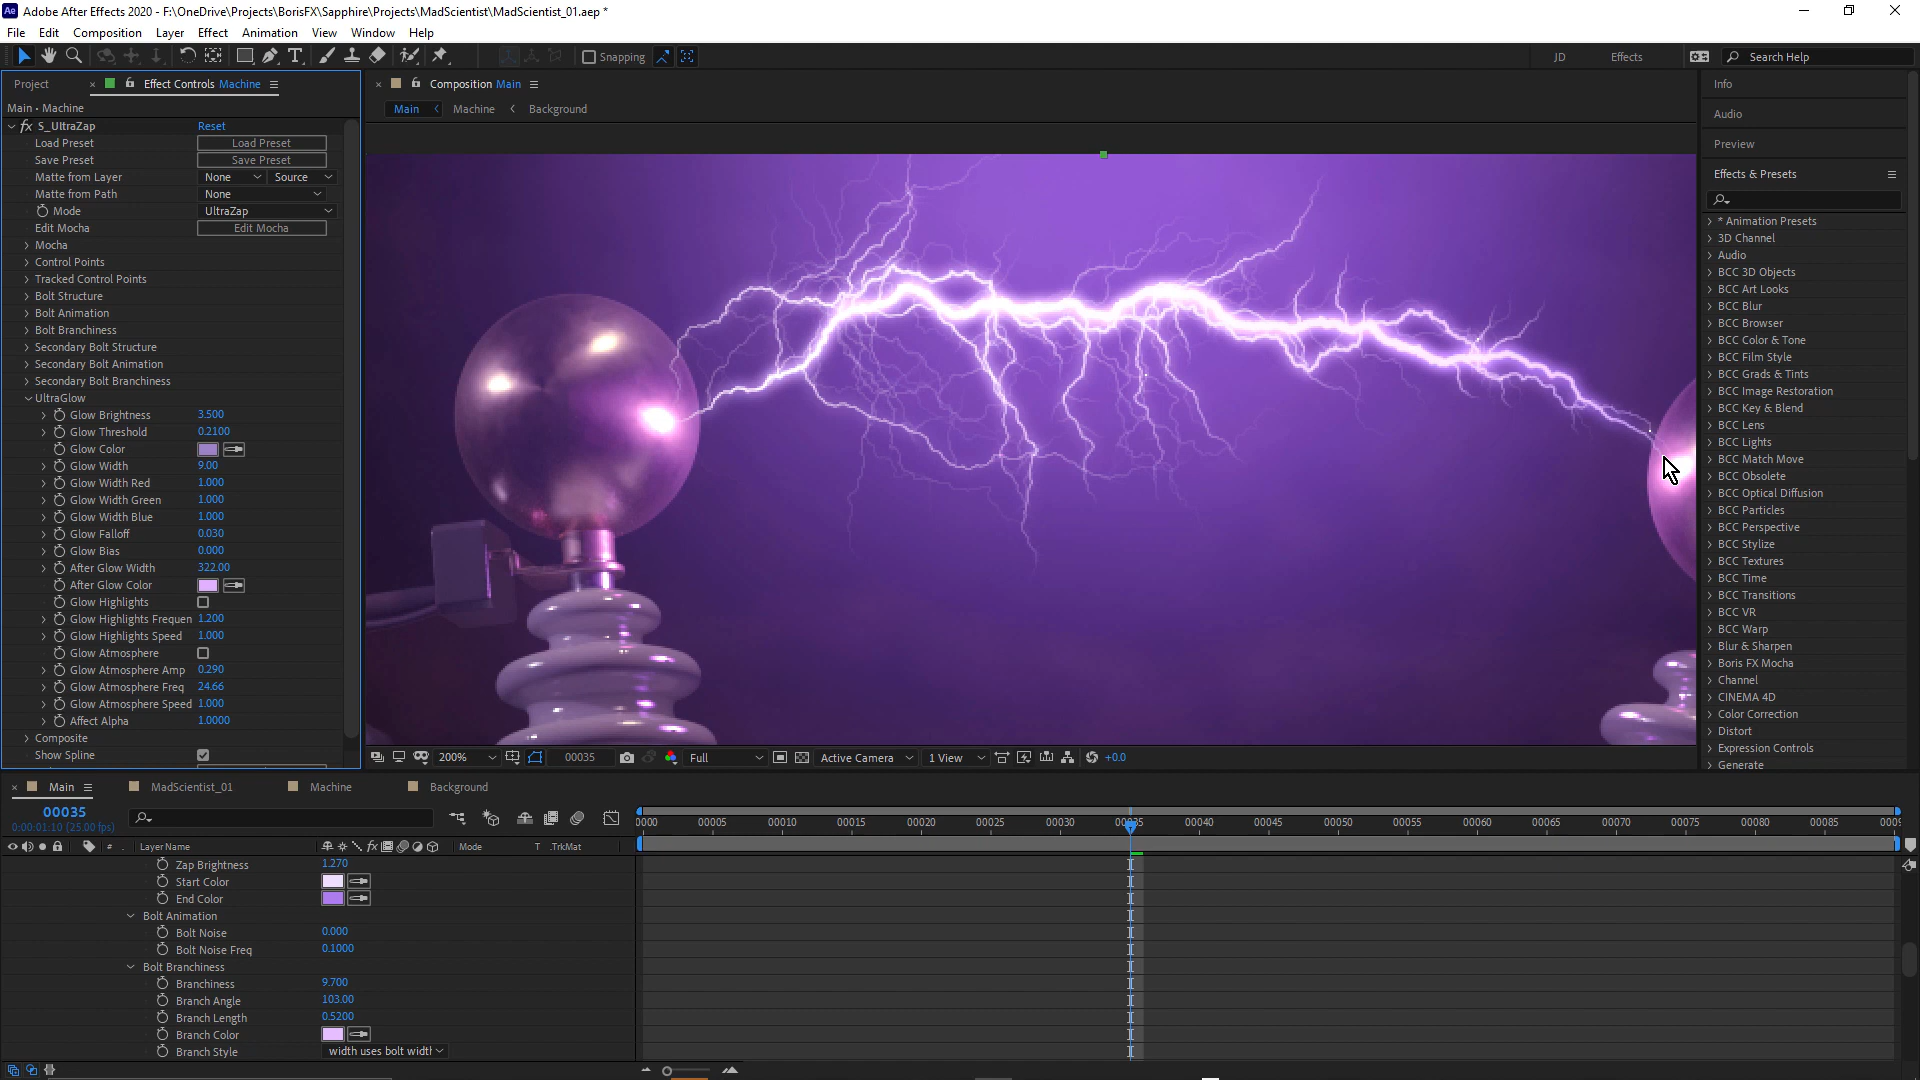 Adobe After Effects 2020 - F:\OneDrive\Projects\BorisFX\Sapphire\Projects\MadScientist\MadScientist_01.aep *
File Edit Composition Layer Effect Animation View Window Help
Snapping
JD Effects Search Help
Project Effect Controls Machine
Main • Machine
fx S_UltraZap Reset
Load Preset Load Preset
Save Preset Save Preset
Matte from Layer None Source
Matte from Path None
Mode UltraZap
Edit Mocha Edit Mocha
Mocha
Control Points
Tracked Control Points
Bolt Structure
Bolt Animation
Bolt Branchiness
Secondary Bolt Structure
Secondary Bolt Animation
Secondary Bolt Branchiness
UltraGlow
Glow Brightness 3.500
Glow Threshold 0.2100
Glow Color
Glow Width 9.00
Glow Width Red 1.000
Glow Width Green 1.000
Glow Width Blue 1.000
Glow Falloff 0.030
Glow Bias 0.000
After Glow Width 322.00
After Glow Color
Glow Highlights
Glow Highlights Frequen 1.200
Glow Highlights Speed 1.000
Glow Atmosphere
Glow Atmosphere Amp 0.290
Glow Atmosphere Freq 24.66
Glow Atmosphere Speed 1.000
Affect Alpha 1.0000
Composite
Show Spline
Composition Main
Main Machine Background
200% 00035 Full Active Camera 1 View +0.0
Info
Audio
Preview
Effects & Presets
* Animation Presets
3D Channel
Audio
BCC 3D Objects
BCC Art Looks
BCC Blur
BCC Browser
BCC Color & Tone
BCC Film Style
BCC Grads & Tints
BCC Image Restoration
BCC Key & Blend
BCC Lens
BCC Lights
BCC Match Move
BCC Obsolete
BCC Optical Diffusion
BCC Particles
BCC Perspective
BCC Stylize
BCC Textures
BCC Time
BCC Transitions
BCC VR
BCC Warp
Blur & Sharpen
Boris FX Mocha
Channel
CINEMA 4D
Color Correction
Distort
Expression Controls
Generate
Main MadScientist_01 Machine Background
00035
0:00:01:10 (25.00 fps)
0000 00005 00010 00015 00020 00025 00030 00035 00040 00045 00050 00055 00060 00065 00070 00075 00080 00085 0009
# Layer Name Mode T .TrkMat
Zap Brightness 1.270
Start Color
End Color
Bolt Animation
Bolt Noise 0.000
Bolt Noise Freq 0.1000
Bolt Branchiness
Branchiness 9.700
Branch Angle 103.00
Branch Length 0.5200
Branch Color
Branch Style width uses bolt width